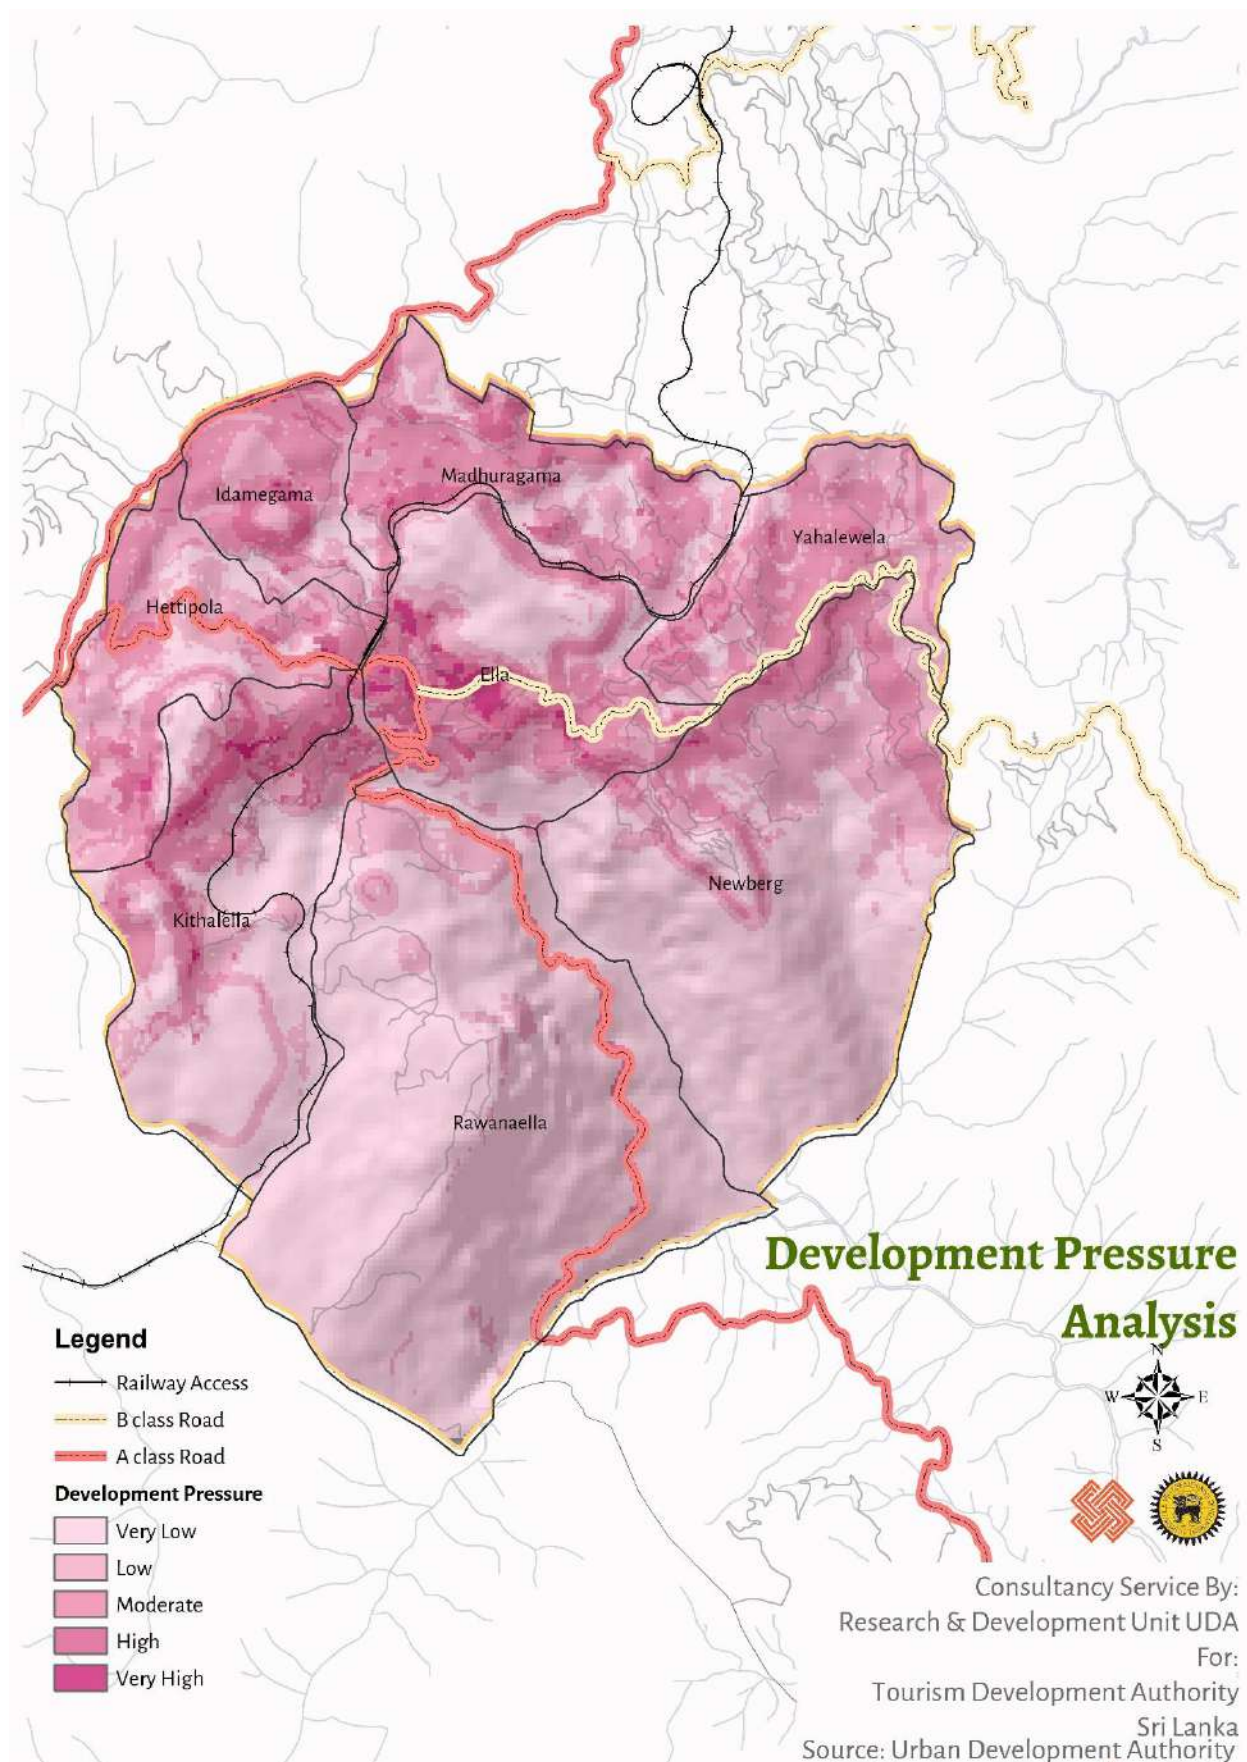 Madhuragama
Idamegama
Yahalewela
Hettipola
Ella
Newberg
Kithalella
Rawanaella
Development Pressure
Analysis
N
W
E
S
Legend
Railway Access
B class Road
A class Road
Development Pressure
Very Low
Low
Moderate
High
Very High
Consultancy Service By:
Research & Development Unit UDA
For:
Tourism Development Authority
Sri Lanka
Source: Urban Development Authority